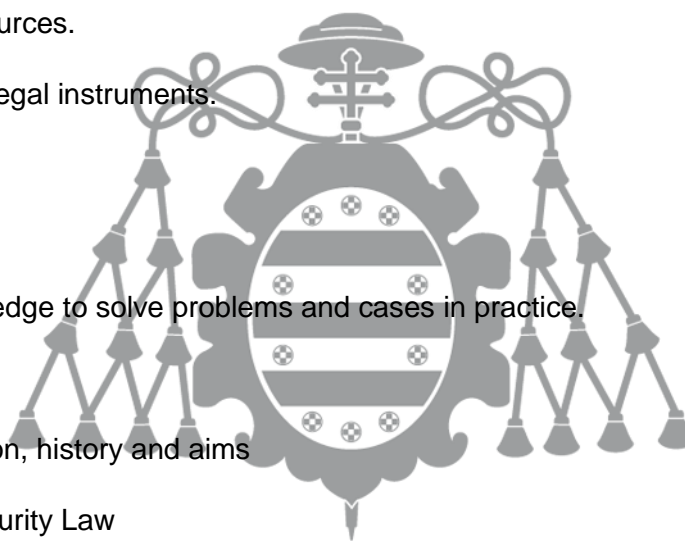 urces.
egal instruments.
edge to solve problems and cases in practice.
on, history and aims
urity Law